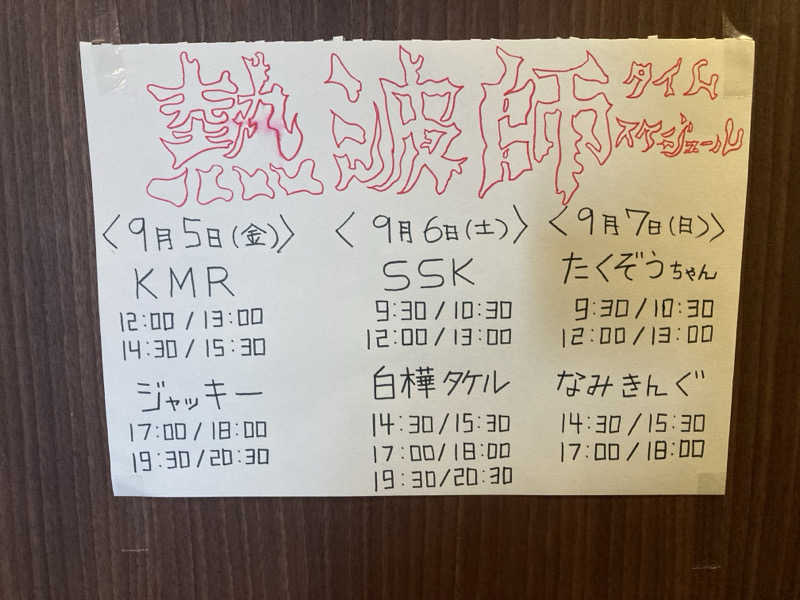 熱波師 タイム
スケジュール
〈9月5日(金)〉
KMR
12:00/13:00
14:30/15:30
ジャッキー
17:00/18:00
19:30/20:30
〈9月6日(土)〉
SSK
9:30/10:30
12:00/13:00
白樺タケル
14:30/15:30
17:00/18:00
19:30/20:30
〈9月7日(日)〉
たくぞうちゃん
9:30/10:30
12:00/13:00
なみきんぐ
14:30/15:30
17:00/18:00